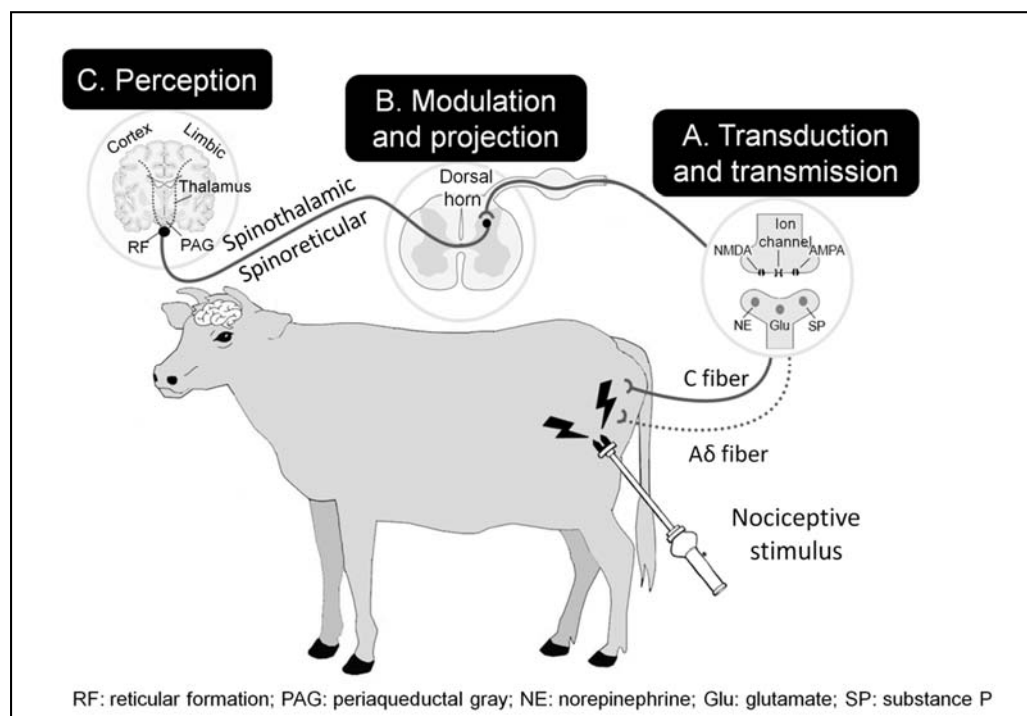 C. Perception
Cortex
Limbic
Thalamus
RF
PAG
Spinothalamic
Spinoreticular
B. Modulation
and projection
Dorsal
horn
A. Transduction
and transmission
Ion
channel
NMDA
AMPA
NE
Glu
SP
C fiber
Aδ fiber
Nociceptive
stimulus
RF: reticular formation; PAG: periaqueductal gray; NE: norepinephrine; Glu: glutamate; SP: substance P